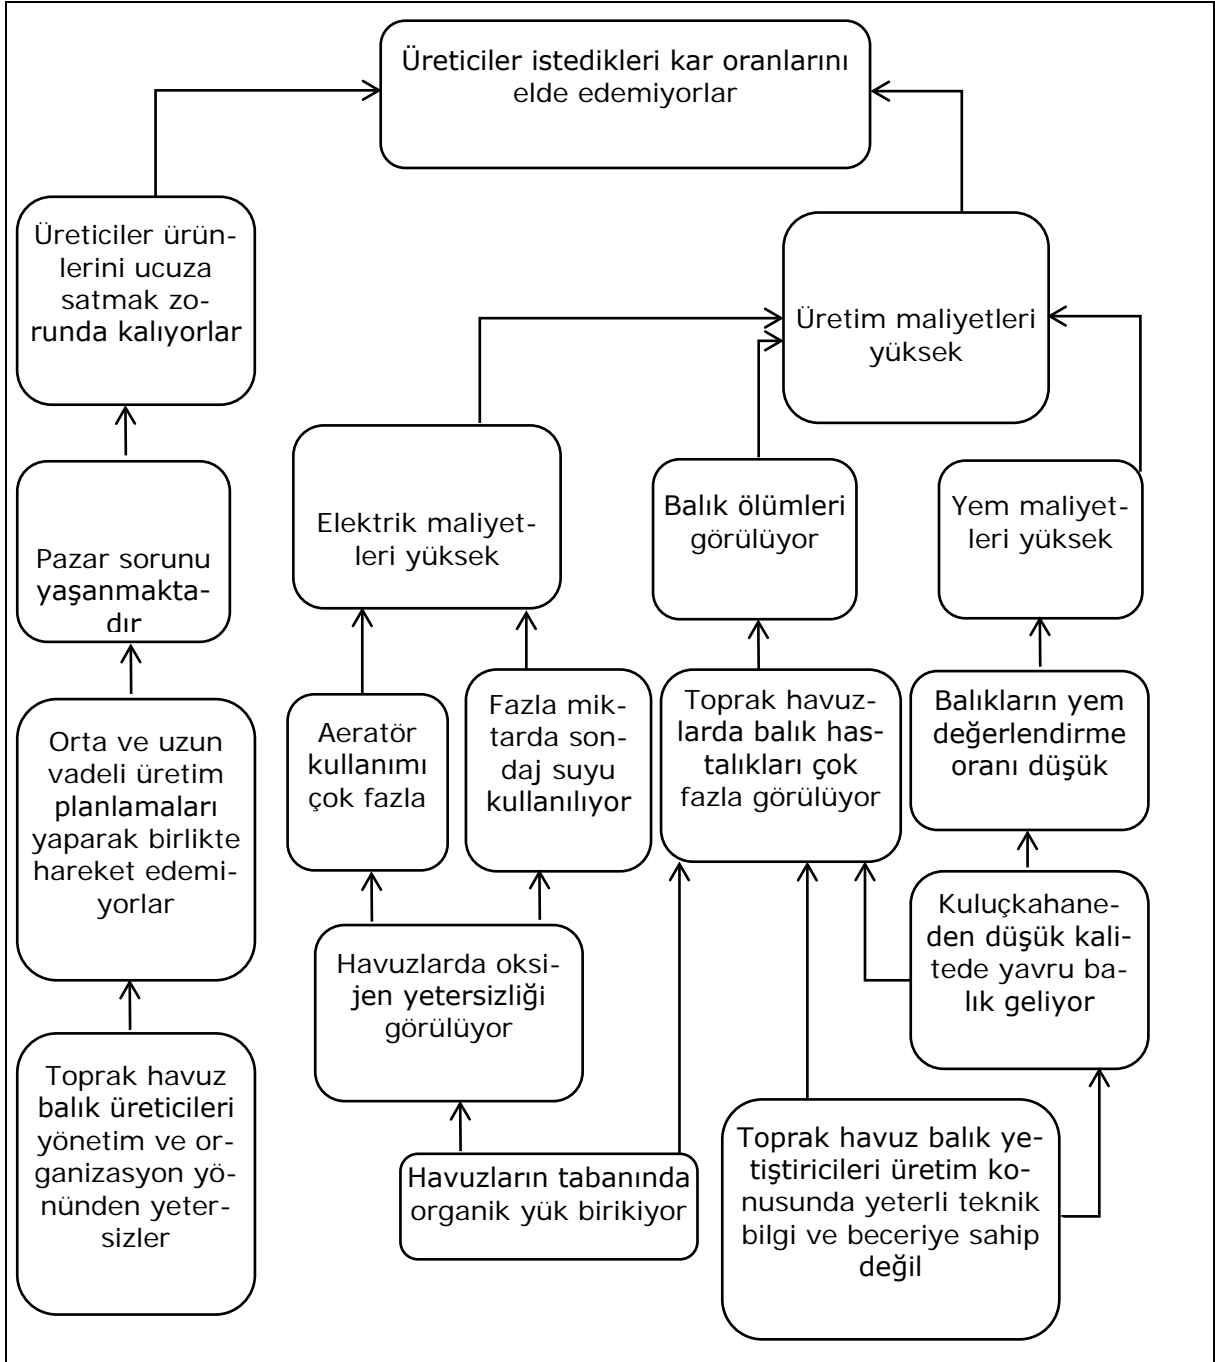 Üreticiler istedikleri kar oranlarını
elde edemiyorlar
Üreticiler ürün-
lerini ucuza
satmak zo-
runda kalıyorlar
Üretim maliyetleri
yüksek
Pazar sorunu
yaşanmakta-
dır
Elektrik maliyet-
leri yüksek
Balık ölümleri
görülüyor
Yem maliyet-
leri yüksek
Orta ve uzun
vadeli üretim
planlamaları
yaparak birlikte
hareket edemi-
yorlar
Aeratör
kullanımı
çok fazla
Fazla mik-
tarda son-
daj suyu
kullanılıyor
Toprak havuz-
larda balık has-
talıkları çok
fazla görülüyor
Balıkların yem
değerlendirme
oranı düşük
Havuzlarda oksi-
jen yetersizliği
görülüyor
Kuluçkahane-
den düşük kali-
tede yavru ba-
lık geliyor
Toprak havuz
balık üreticileri
yönetim ve or-
ganizasyon yö-
nünden yeter-
sizler
Havuzların tabanında
organik yük birikiyor
Toprak havuz balık ye-
tiştiricileri üretim ko-
nusunda yeterli teknik
bilgi ve beceriye sahip
değil